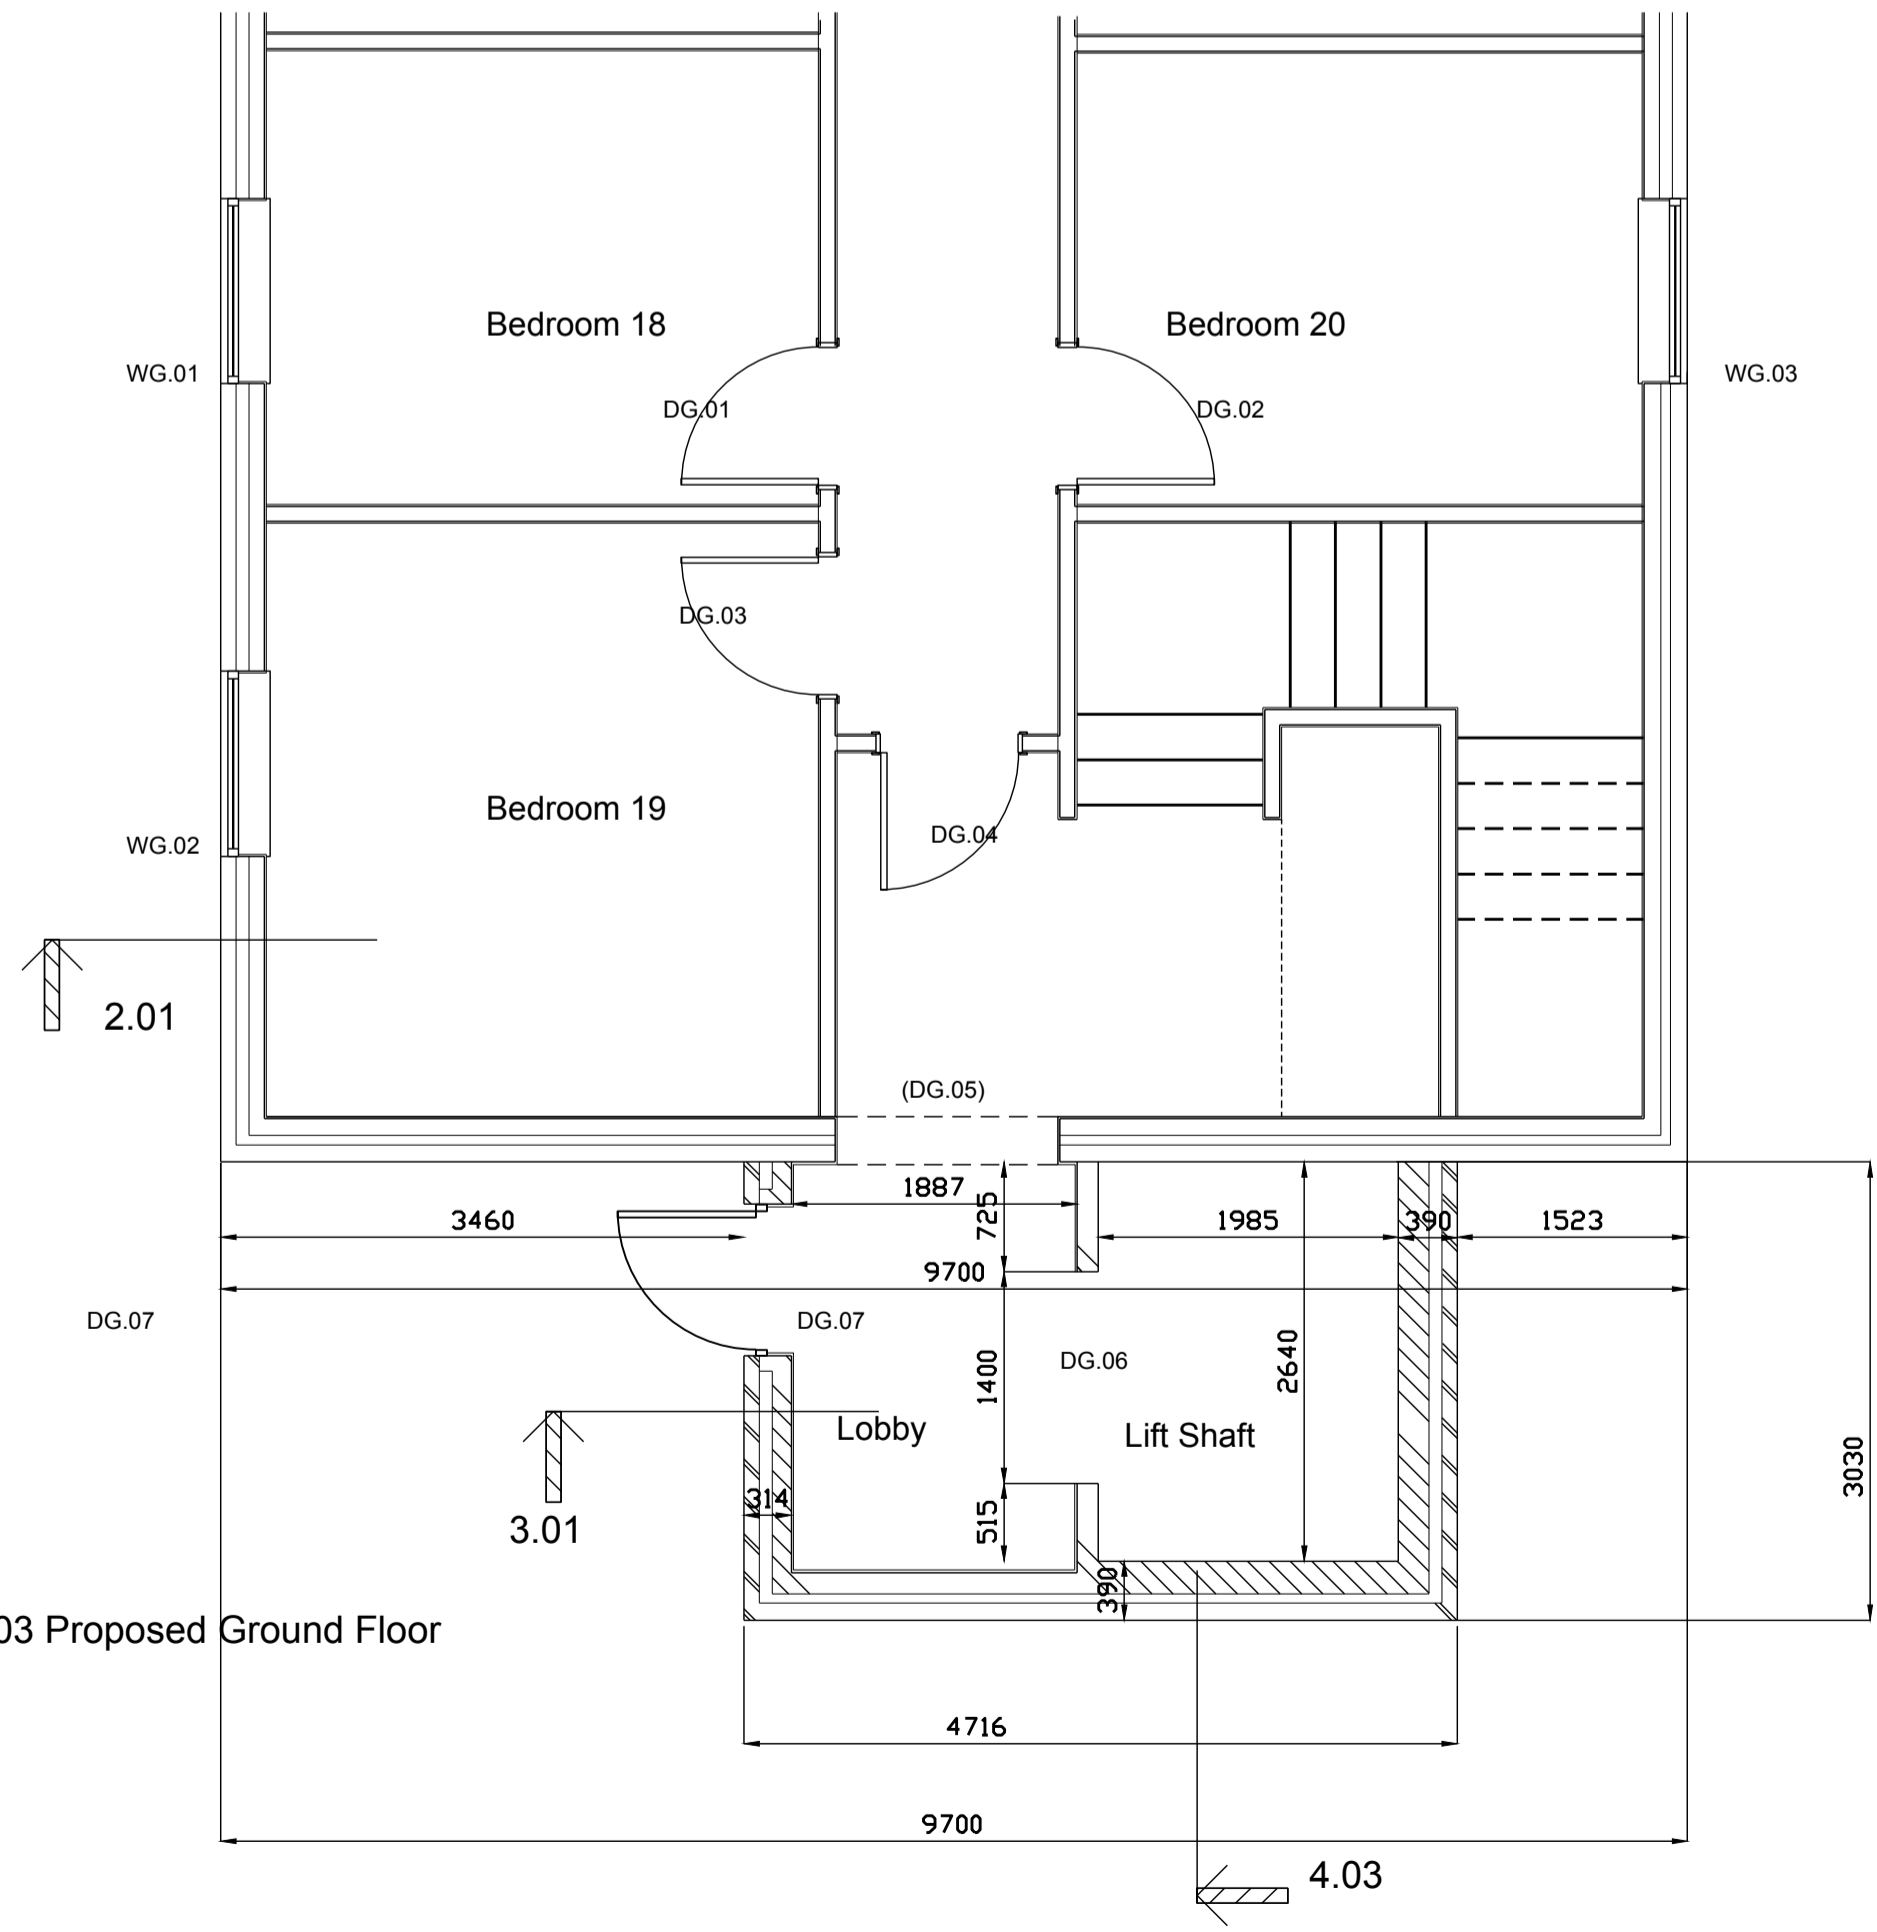 Bedroom 18
Bedroom 20
WG.01
WG.03
DG.01
DG.02
DG.03
Bedroom 19
DG.04
WG.02
2.01
(DG.05)
1887
725
3460
1985
390
1523
9700
DG.07
DG.07
DG.06
1400
2640
Lobby
Lift Shaft
3030
314
515
3.01
390
03 Proposed Ground Floor
4716
9700
4.03